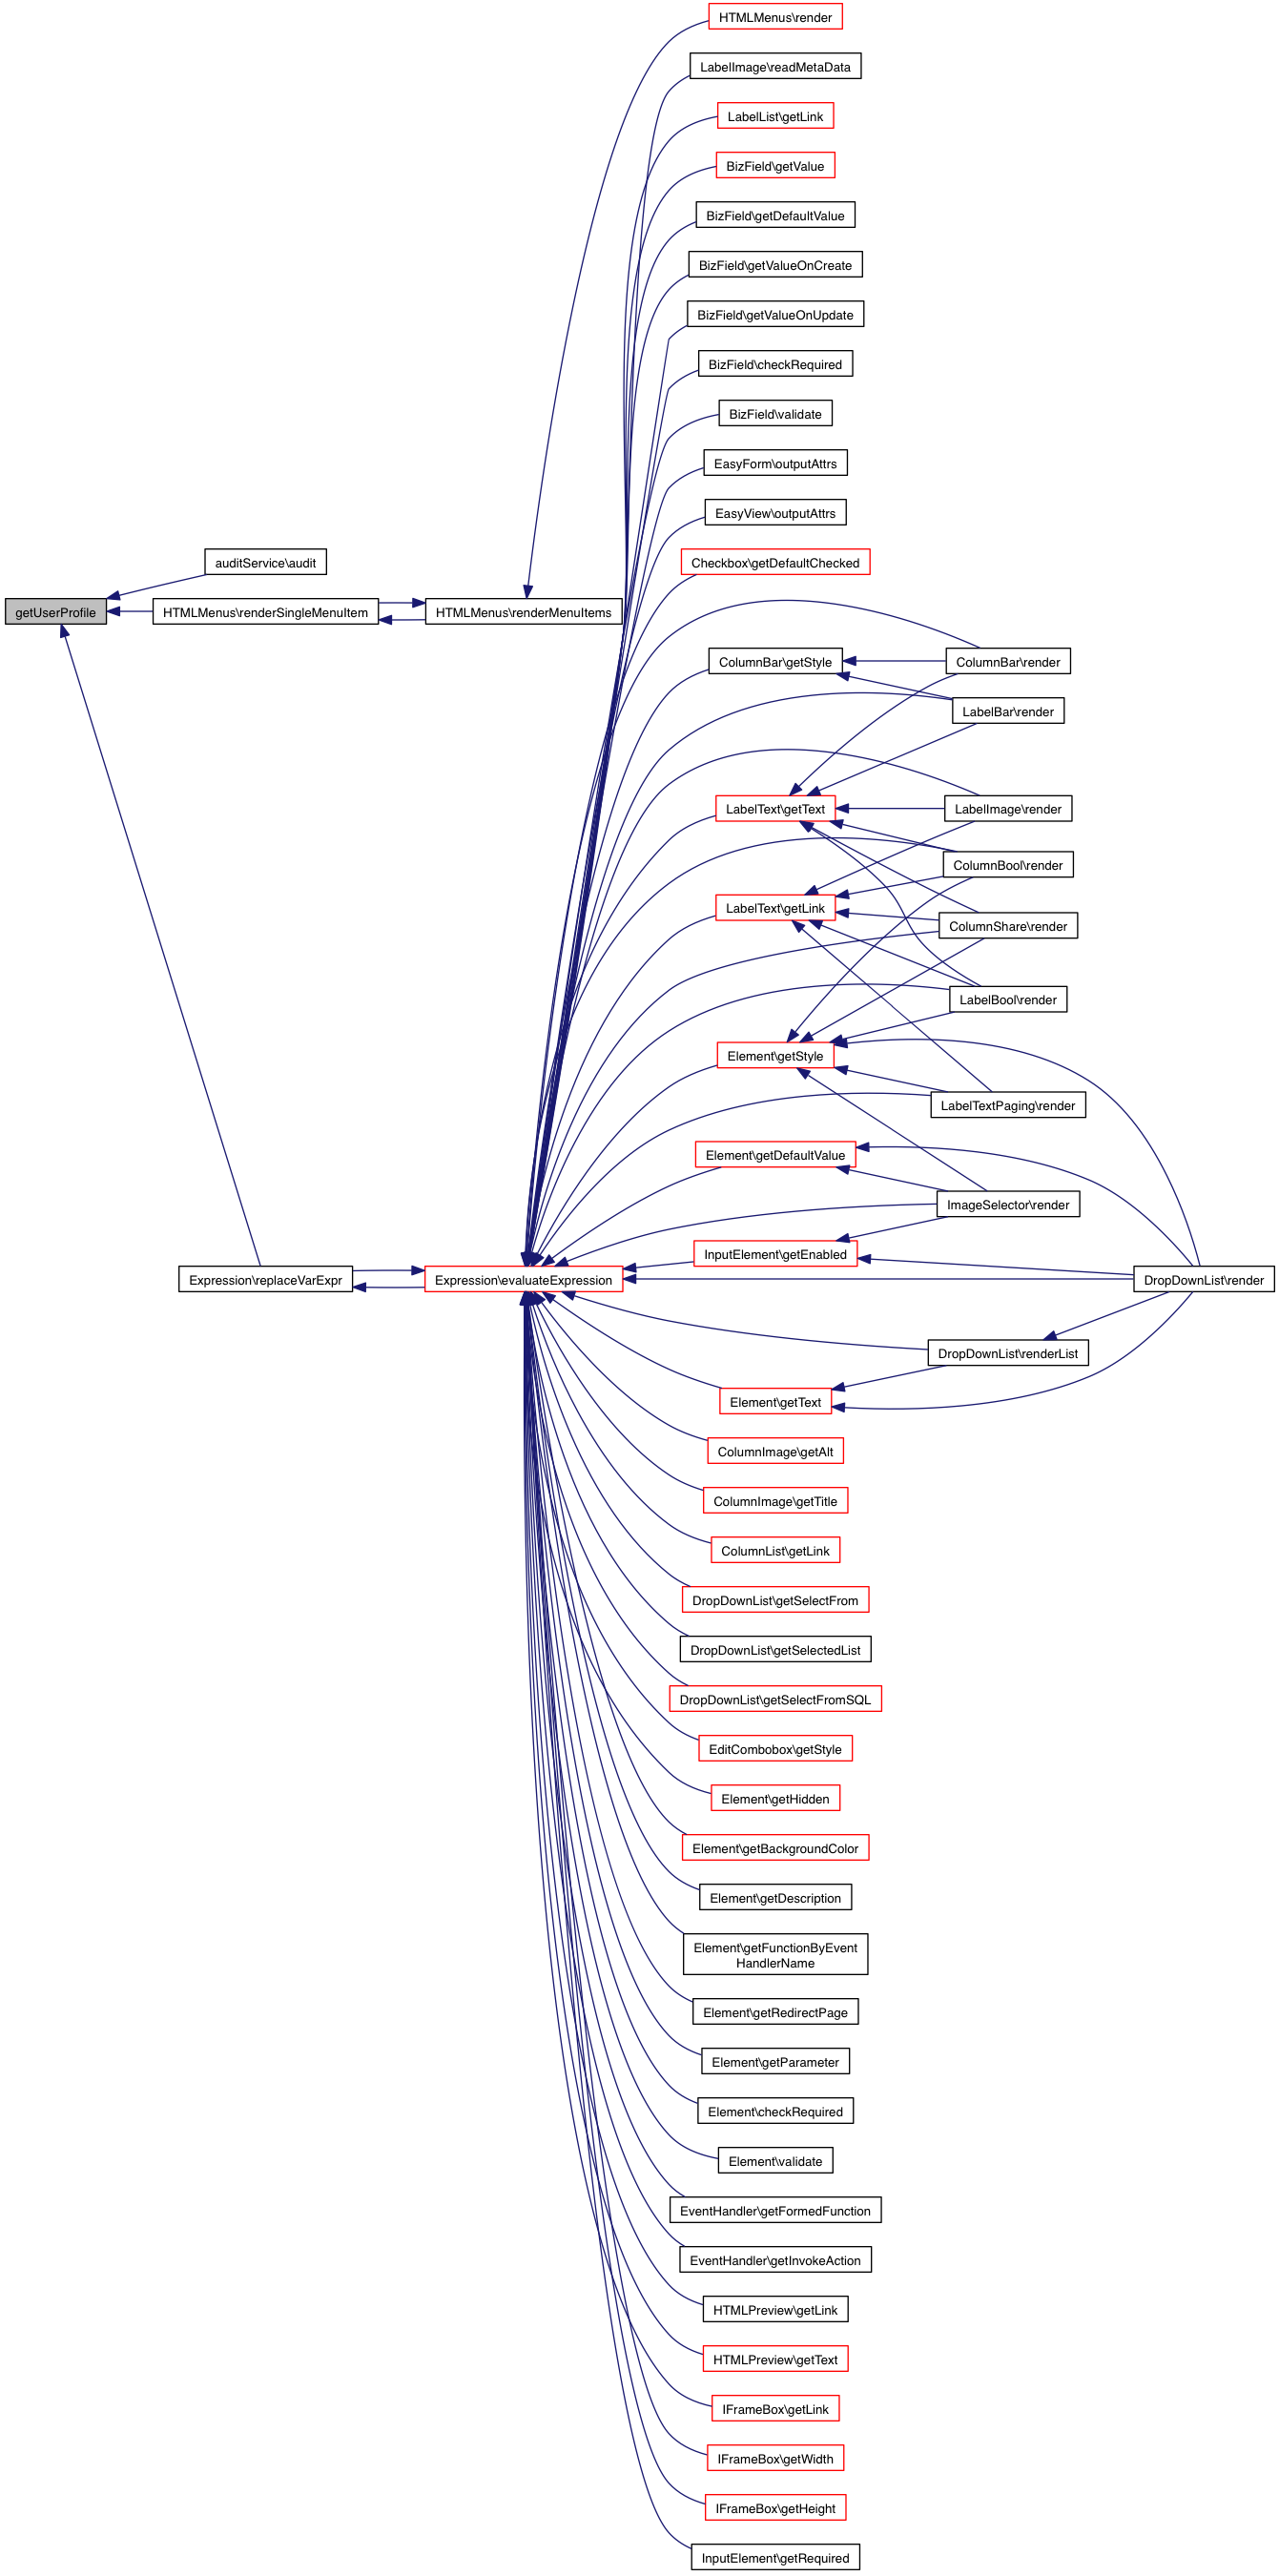 HTMLMenus\render
LabelImage\readMetaData
LabelList\getLink
BizField\getValue
BizField\getDefaultValue
BizField\getValueOnCreate
BizField\getValueOnUpdate
BizField\checkRequired
BizField\validate
EasyForm\outputAttrs
EasyView\outputAttrs
auditService\audit
Checkbox\getDefaultChecked
getUserProfile
HTMLMenus\renderSingleMenuItem
HTMLMenus\renderMenuItems
ColumnBar\getStyle
ColumnBar\render
LabelBar\render
LabelText\getText
LabelImage\render
ColumnBool\render
LabelText\getLink
ColumnShare\render
LabelBool\render
Element\getStyle
LabelTextPaging\render
Element\getDefaultValue
ImageSelector\render
InputElement\getEnabled
Expression\replaceVarExpr
Expression\evaluateExpression
DropDownList\render
DropDownList\renderList
Element\getText
ColumnImage\getAlt
ColumnImage\getTitle
ColumnList\getLink
DropDownList\getSelectFrom
DropDownList\getSelectedList
DropDownList\getSelectFromSQL
EditCombobox\getStyle
Element\getHidden
Element\getBackgroundColor
Element\getDescription
Element\getFunctionByEvent
HandlerName
Element\getRedirectPage
Element\getParameter
Element\checkRequired
Element\validate
EventHandler\getFormedFunction
EventHandler\getInvokeAction
HTMLPreview\getLink
HTMLPreview\getText
IFrameBox\getLink
IFrameBox\getWidth
IFrameBox\getHeight
InputElement\getRequired